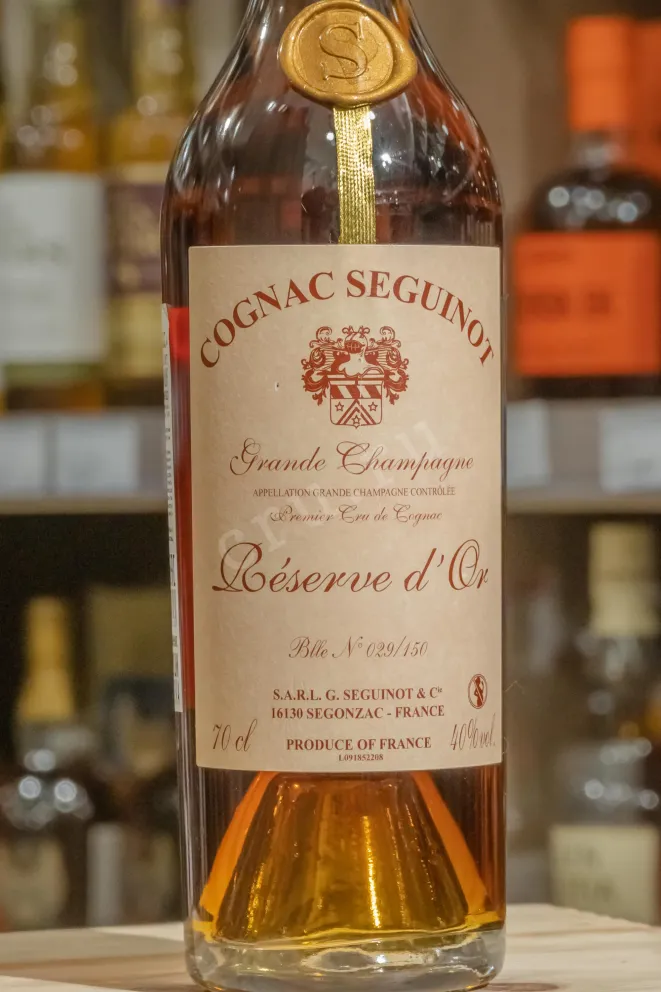 S
COGNAC SEGUINOT
Grande Champagne
APPELLATION GRANDE CHAMPAGNE CONTRÔLÉE
Premier Cru de Cognac
Réserve d'Or
Blle N° 029/150
S.A.R.L. G. SEGUINOT & Cie
16130 SEGONZAC - FRANCE
70 cl
PRODUCE OF FRANCE
40% vol.
L091852208